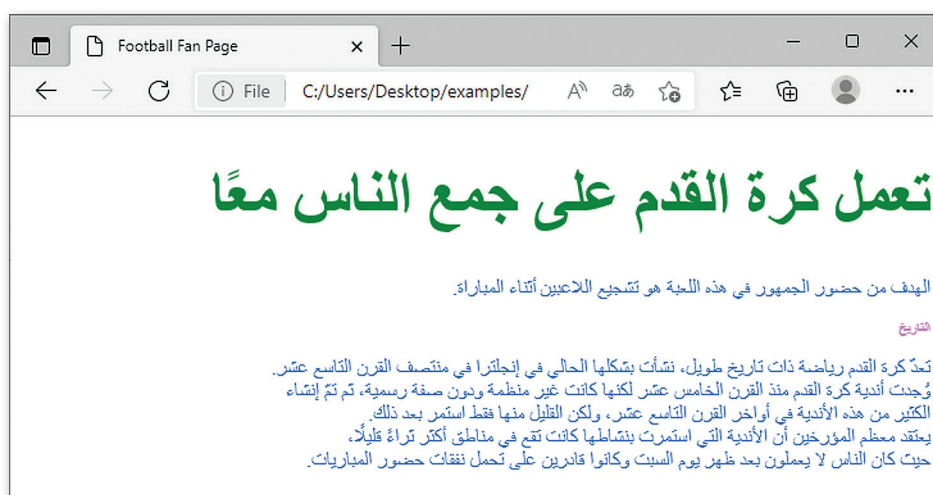 Football Fan Page
File C:/Users/Desktop/examples/
تعمل كرة القدم على جمع الناس معًا
الهدف من حضور الجمهور في هذه اللعبة هو تشجيع اللاعبين أثناء المباراة.
التاريخ
تعدّ كرة القدم رياضة ذات تاريخ طويل، نشأت بشكلها الحالي في إنجلترا في منتصف القرن التاسع عشر.
وُجدت أندية كرة القدم منذ القرن الخامس عشر لكنها كانت غير منظمة ودون صفة رسمية، ثم تمّ إنشاء
الكثير من هذه الأندية في أواخر القرن التاسع عشر، ولكن القليل منها فقط استمر بعد ذلك.
يعتقد معظم المؤرخين أن الأندية التي استمرت بنشاطها كانت تقع في مناطق أكثر ثراءً قليلًا،
حيث كان الناس لا يعملون بعد ظهر يوم السبت وكانوا قادرين على تحمل نفقات حضور المباريات.